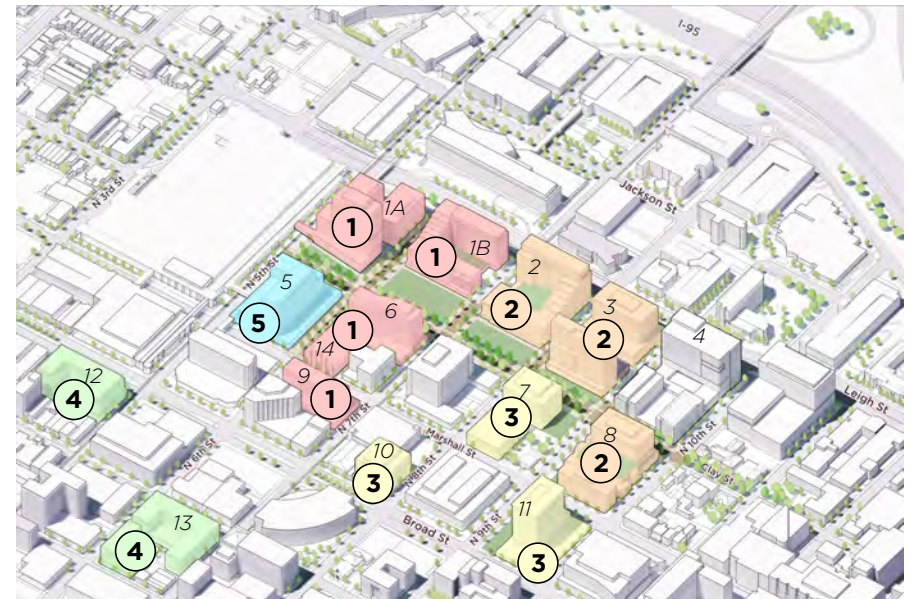 I-95
N 3rd St
Jackson St
1A
1
1B
1
N 5th St
5
5
2
2
3
2
4
6
1
14
9
1
N 7th St
12
4
7
3
Leigh St
N 10th St
Marshall St
N 8th St
8
2
Clay St
N 6th St
10
3
Broad St
N 9th St
11
3
13
4